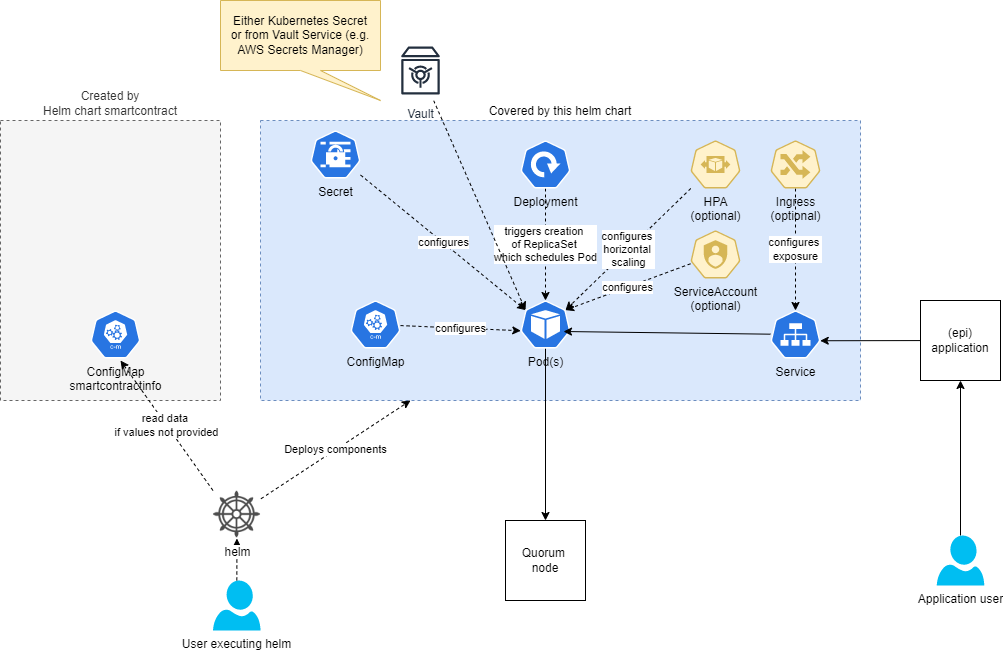 Either Kubernetes Secret
or from Vault Service (e.g.
AWS Secrets Manager)
Vault
Created by
Helm chart smartcontract
Covered by this helm chart
Secret
Deployment
HPA
(optional)
Ingress
(optipnal)
configures
triggers creation
of ReplicaSet
which schedules Pod
configures
horizontal
scaling
configures
exposure
configures
ServiceAccount
(optional)
c-m
ConfigMap
smartcontractinfo
c-m
ConfigMap
configures
Pod(s)
Service
(epi)
application
read data
if values not provided
Deploys components
helm
User executing helm
Quorum
node
Application user